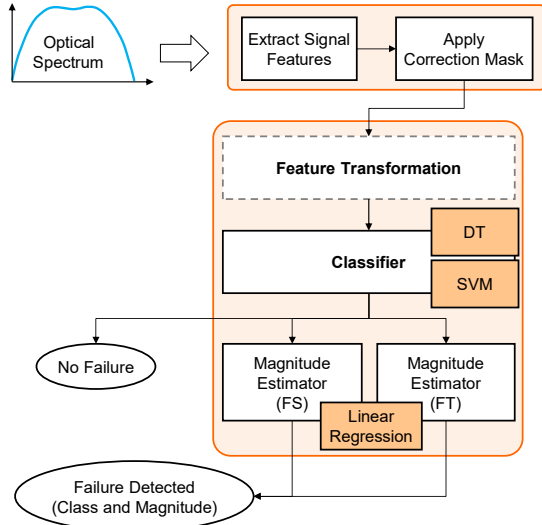 Optical
Spectrum
Extract Signal
Features
Apply
Correction Mask
Feature Transformation
Classifier
DT
SVM
No Failure
Magnitude
Estimator
(FS)
Magnitude
Estimator
(FT)
Linear
Regression
Failure Detected
(Class and Magnitude)